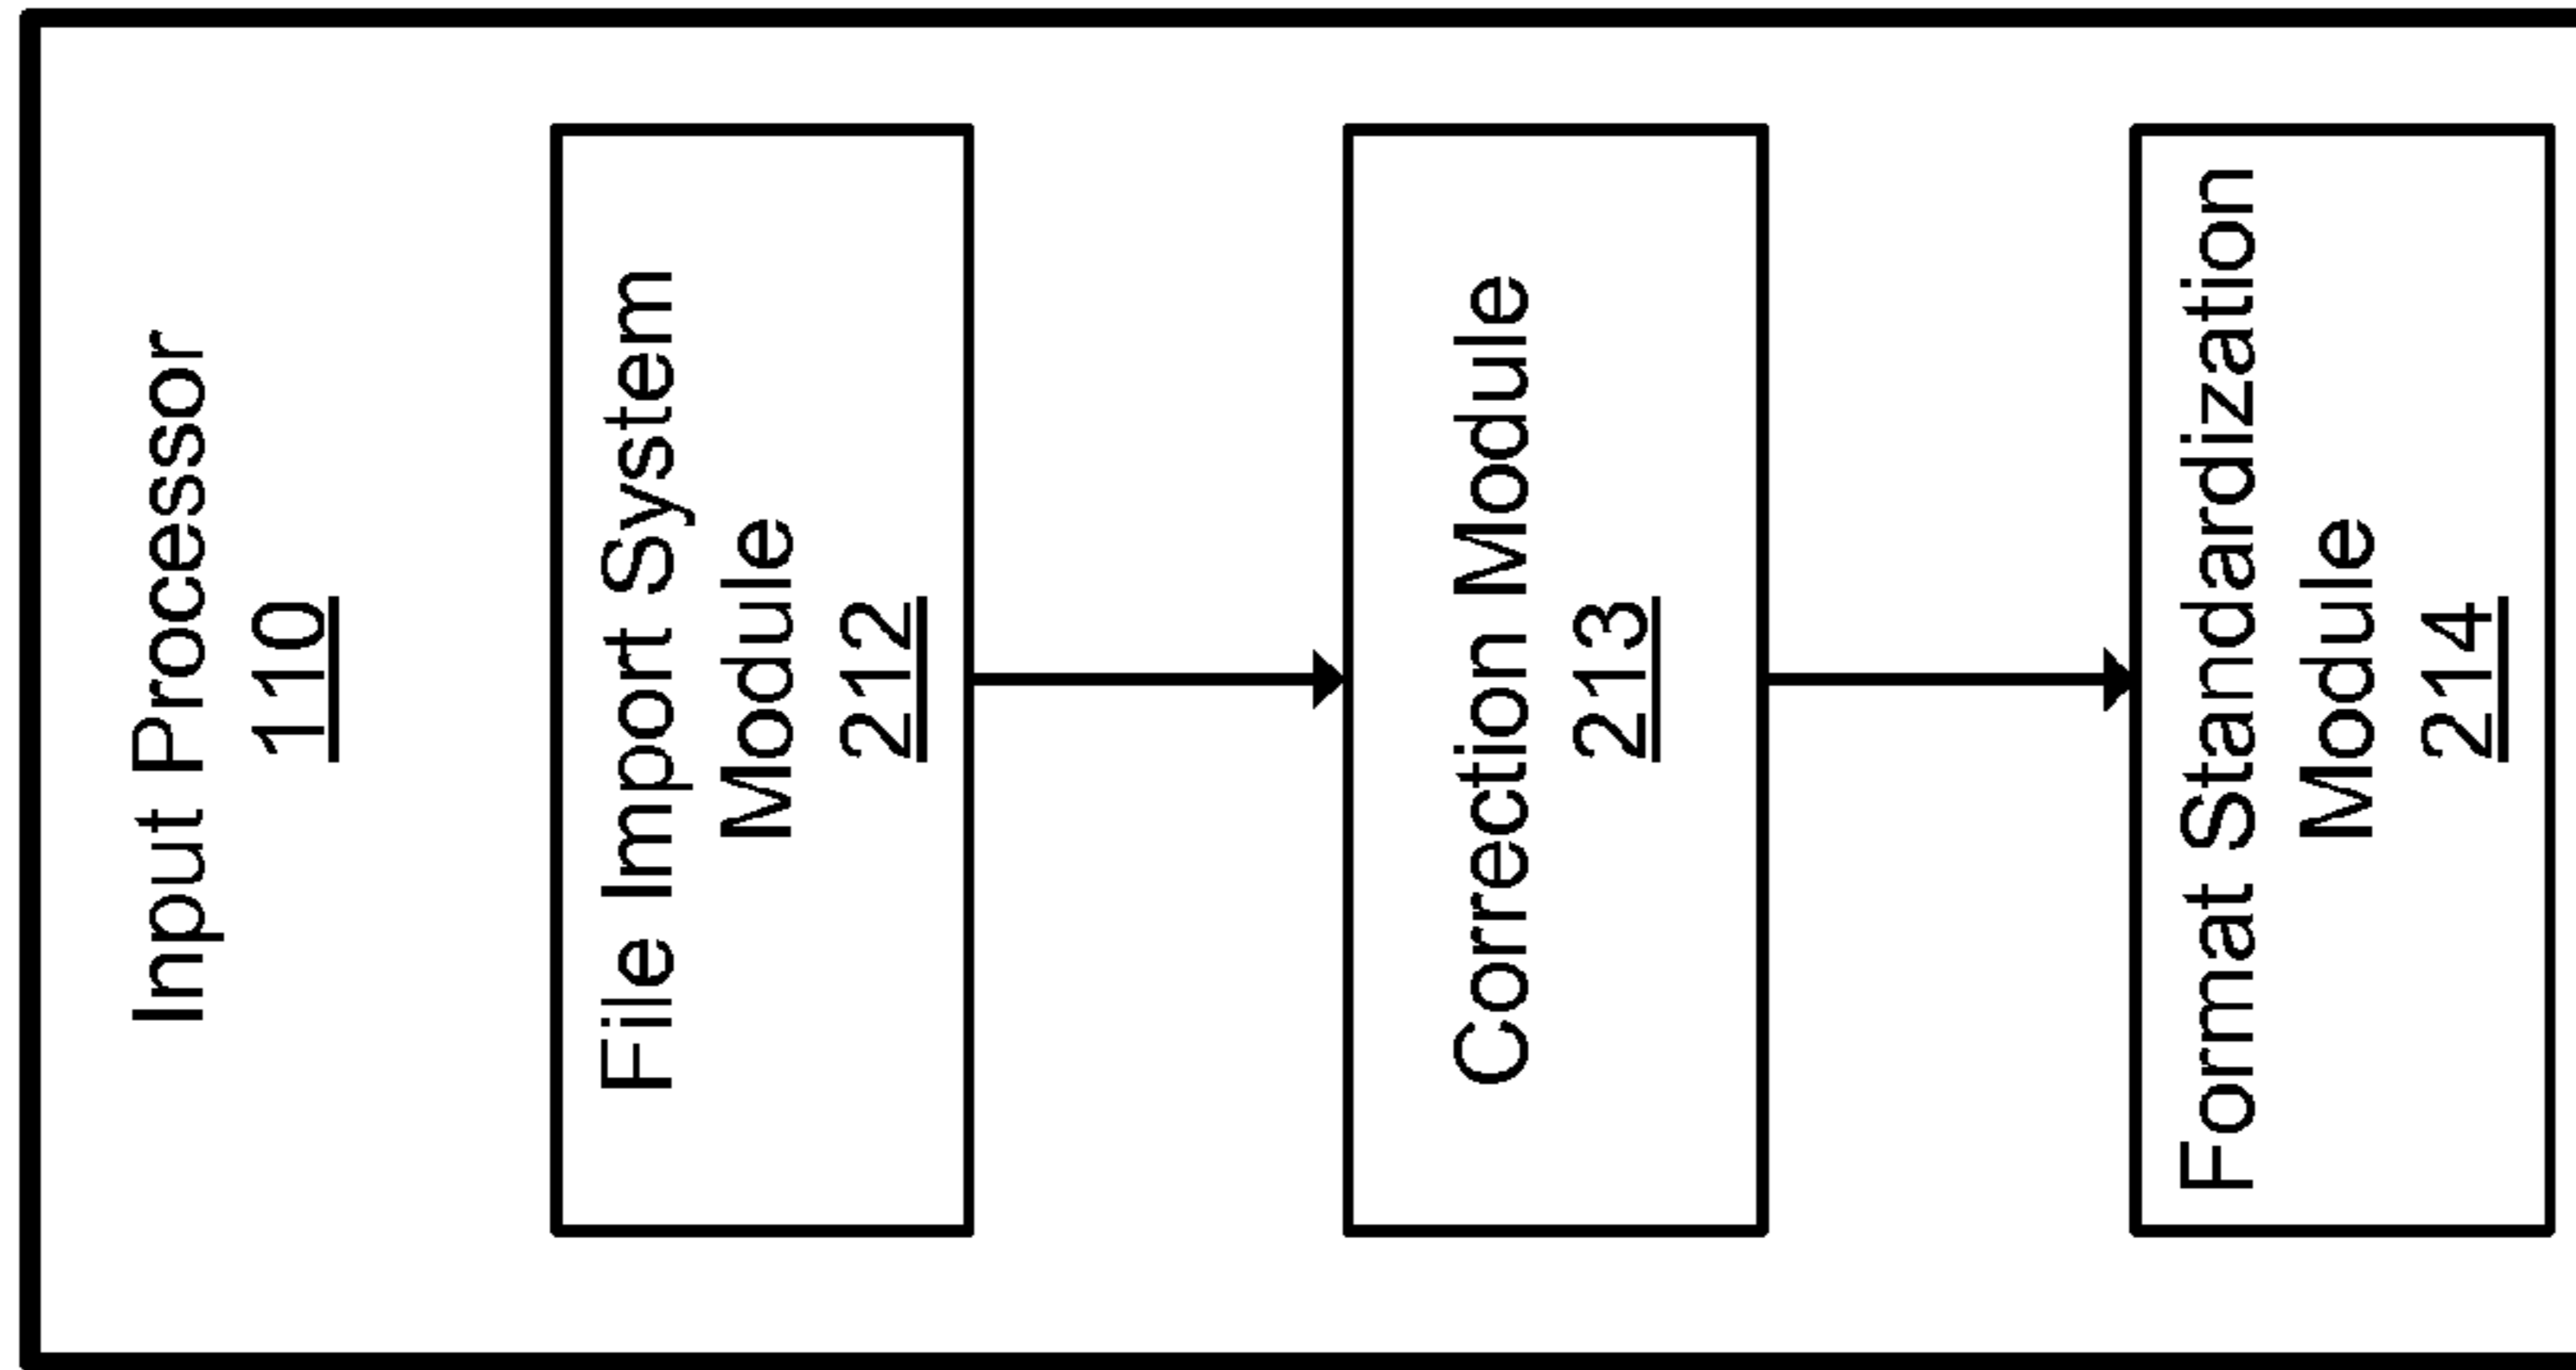 Input Processor
110
File Import System
Module
212
Correction Module
213
Format Standardization
Module
214